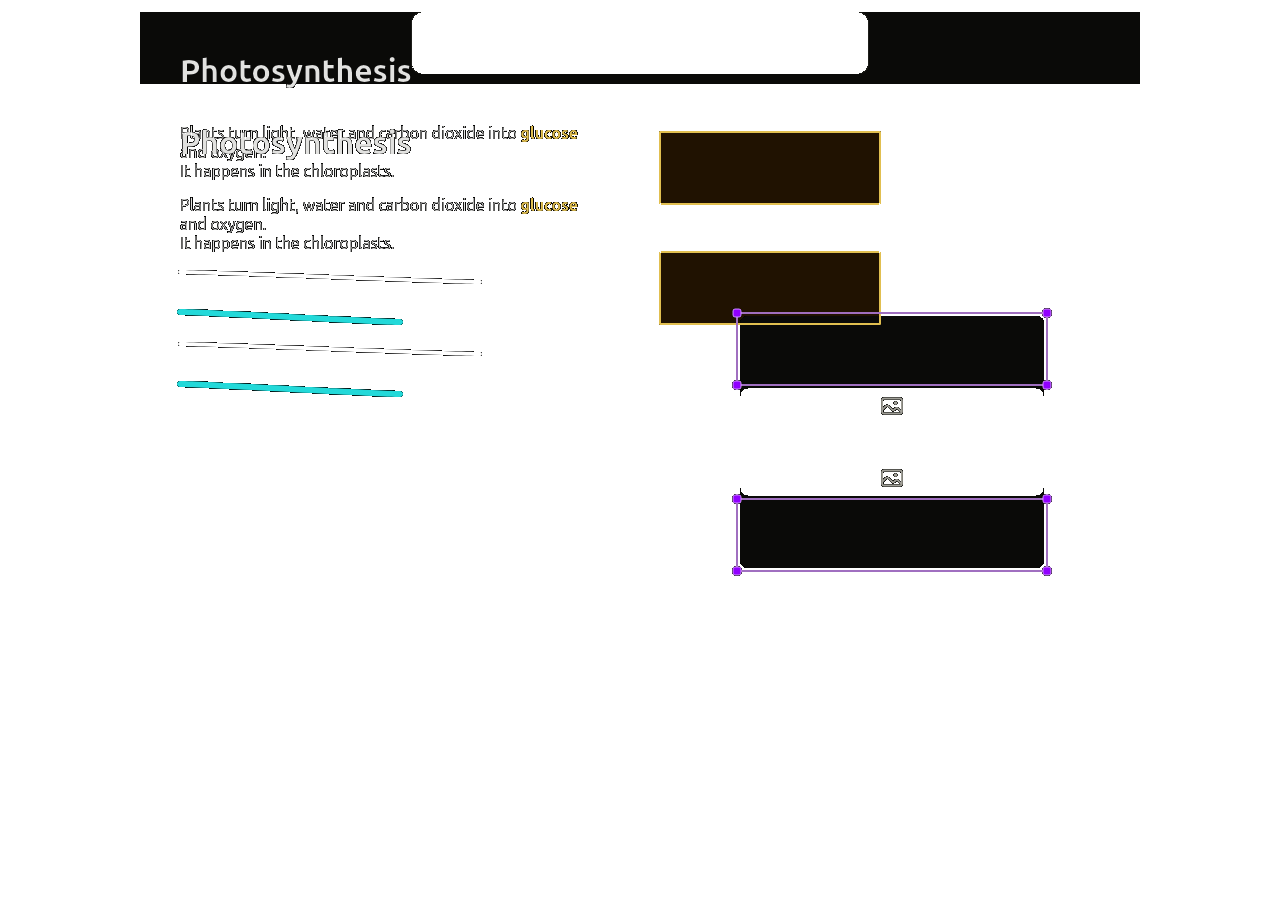 Photosynthesis
Plants turn light, water and carbon dioxide into glucose
Photosynthesis
and oxygen.
It happens in the chloroplasts.
Plants turn light, water and carbon dioxide into glucose
and oxygen.
It happens in the chloroplasts.